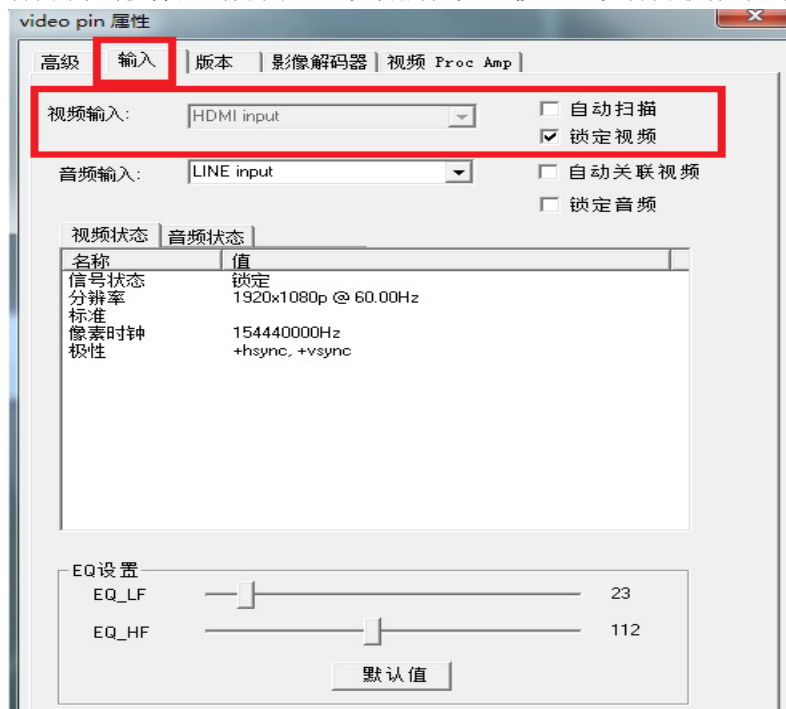 video pin 属性
高级 输入 版本 影像解码器 视频 Proc Amp
视频输入: HDMI input 自动扫描
锁定视频
音频输入: LINE input 自动关联视频
锁定音频
视频状态 音频状态
名称 值
信号状态 锁定
分辨率 1920x1080p @ 60.00Hz
标准
像素时钟 154440000Hz
极性 +hsync, +vsync
EQ设置
EQ_LF 23
EQ_HF 112
默认值